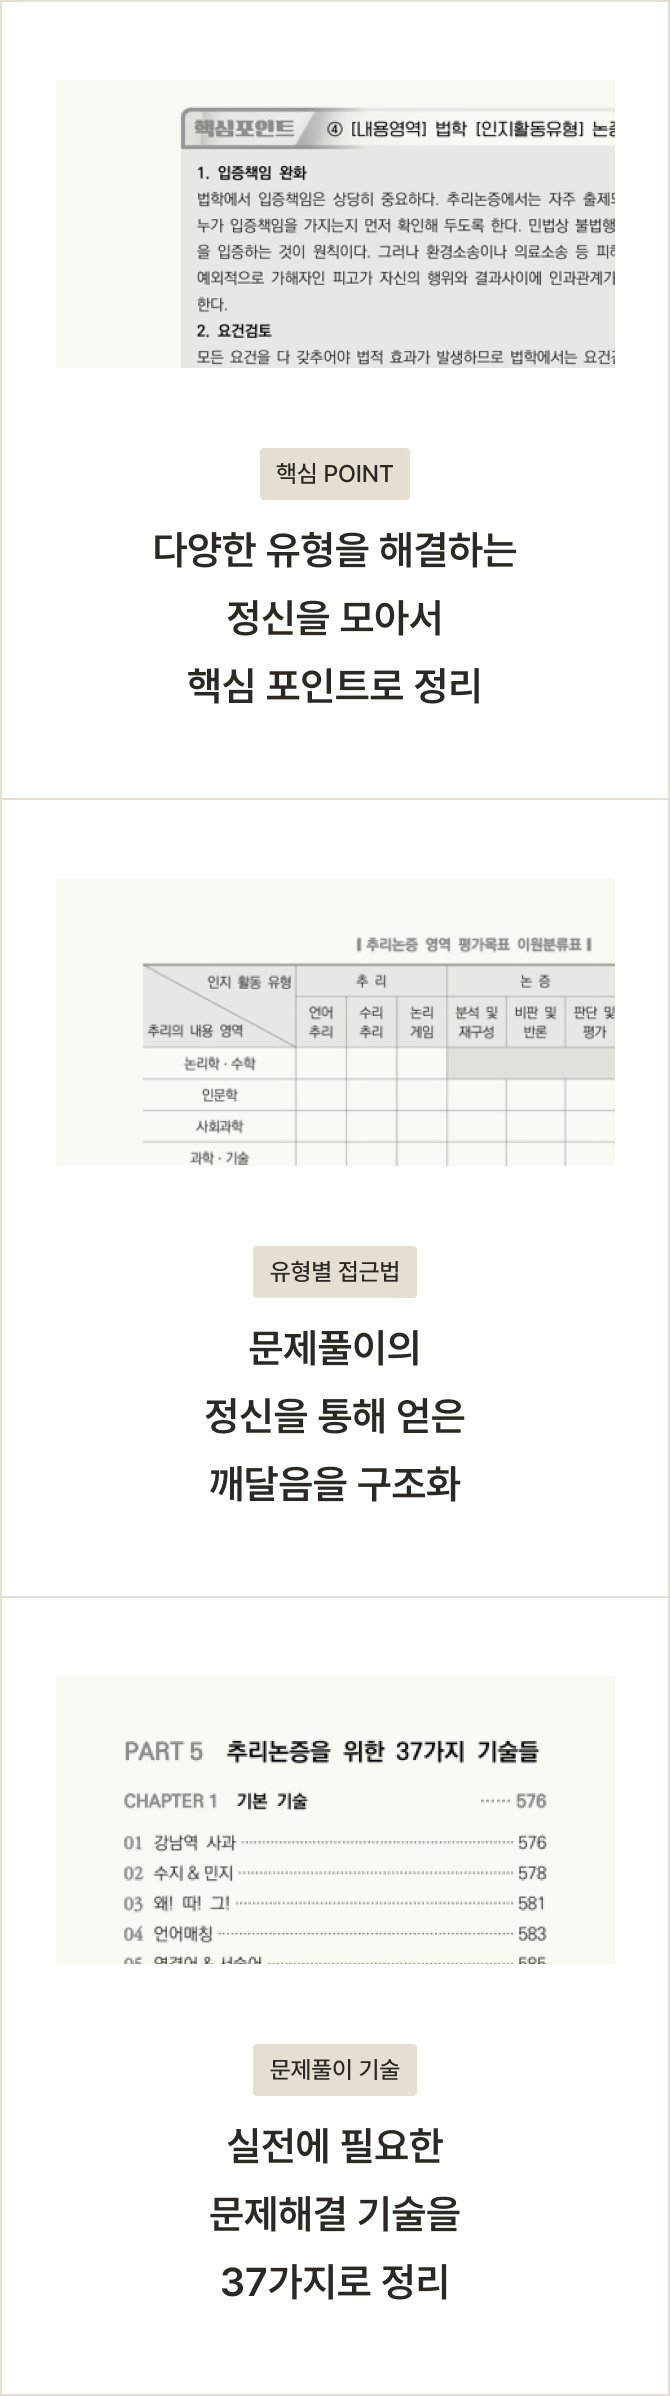 핵심포인트 ④ [내용영역] 법학 [인지활동유형] 논증
1. 입증책임 완화
법학에서 입증책임은 상당히 중요하다. 추리논증에서는 자주 출제
누가 입증책임을 가지는지 먼저 확인해 두도록 한다. 민법상 불법행
을 입증하는 것이 원칙이다. 그러나 환경소송이나 의료소송 등 피해
예외적으로 가해자인 피고가 자신의 행위와 결과사이에 인과관계가
한다.
2. 요건검토
모든 요건을 다 갖추어야 법적 효과가 발생하므로 법학에서는 요건
핵심 POINT
다양한 유형을 해결하는
정신을 모아서
핵심 포인트로 정리
추리논증 영역 평가목표 이원분류표
인지 활동 유형 추 리 논 증
추리의 내용 영역 언어 추리 수리 추리 논리 게임 분석 및 재구성 비판 및 반론 판단 및 평가
논리학 · 수학
인문학
사회과학
과학 · 기술
유형별 접근법
문제풀이의
정신을 통해 얻은
깨달음을 구조화
PART 5 추리논증을 위한 37가지 기술들
CHAPTER 1 기본 기술 ······ 576
01 강남역 사과 576
02 수지 & 민지 578
03 왜! 따! 그! 581
04 언어매칭 583
문제풀이 기술
실전에 필요한
문제해결 기술을
37가지로 정리